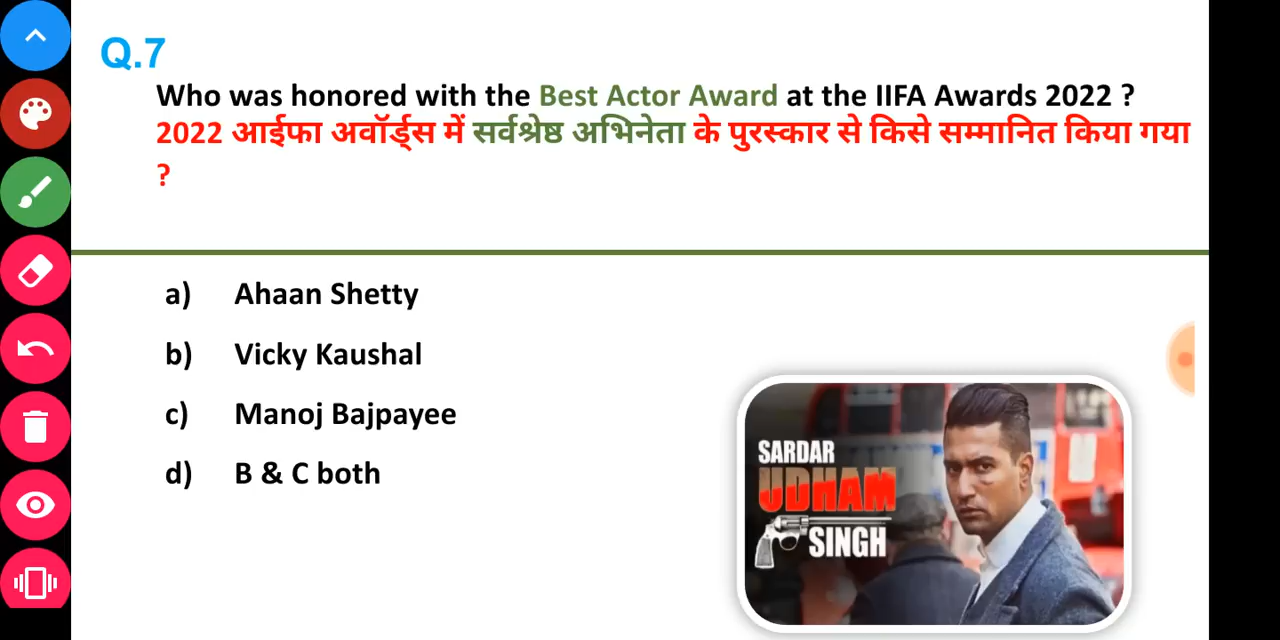 Q.7
Who was honored with the Best Actor Award at the IIFA Awards 2022 ?
2022 आईफा अवॉर्ड्स में सर्वश्रेष्ठ अभिनेता के पुरस्कार से किसे सम्मानित किया गया
?
a) Ahaan Shetty
b) Vicky Kaushal
c) Manoj Bajpayee
d) B & C both
SARDAR
UDHAM
SINGH